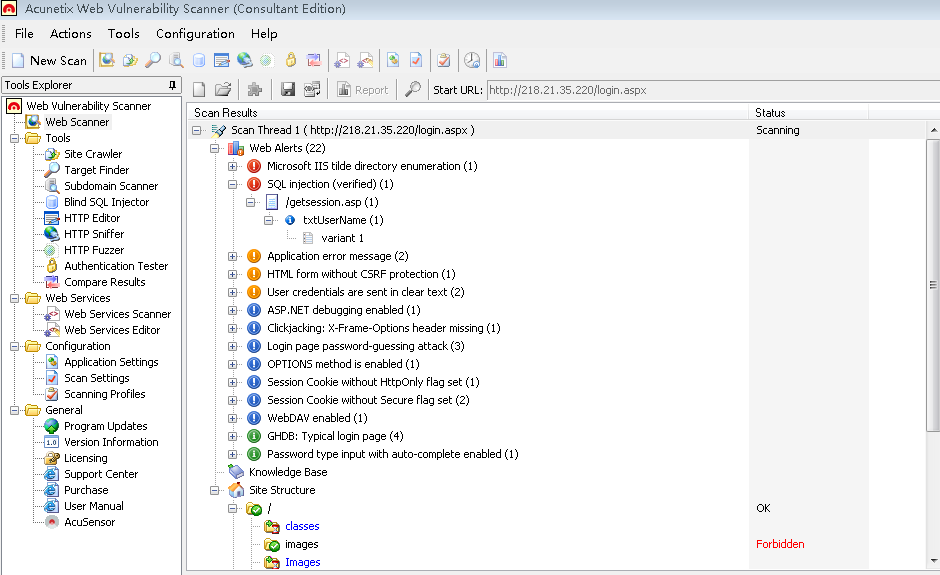 Acunetix Web Vulnerability Scanner (Consultant Edition)
File Actions Tools Configuration Help
New Scan
Tools Explorer
Web Vulnerability Scanner
Web Scanner
Tools
Site Crawler
Target Finder
Subdomain Scanner
Blind SQL Injector
HTTP Editor
HTTP Sniffer
HTTP Fuzzer
Authentication Tester
Compare Results
Web Services
Web Services Scanner
Web Services Editor
Configuration
Application Settings
Scan Settings
Scanning Profiles
General
Program Updates
1.0 Version Information
Licensing
Support Center
Purchase
User Manual
AcuSensor
Report Start URL: http://218.21.35.220/login.aspx
Scan Results Status
Scan Thread 1 ( http://218.21.35.220/login.aspx ) Scanning
Web Alerts (22)
Microsoft IIS tilde directory enumeration (1)
SQL injection (verified) (1)
/getsession.asp (1)
txtUserName (1)
variant 1
Application error message (2)
HTML form without CSRF protection (1)
User credentials are sent in clear text (2)
ASP.NET debugging enabled (1)
Clickjacking: X-Frame-Options header missing (1)
Login page password-guessing attack (3)
OPTIONS method is enabled (1)
Session Cookie without HttpOnly flag set (1)
Session Cookie without Secure flag set (2)
WebDAV enabled (1)
GHDB: Typical login page (4)
Password type input with auto-complete enabled (1)
Knowledge Base
Site Structure
/ OK
classes
images Forbidden
Images